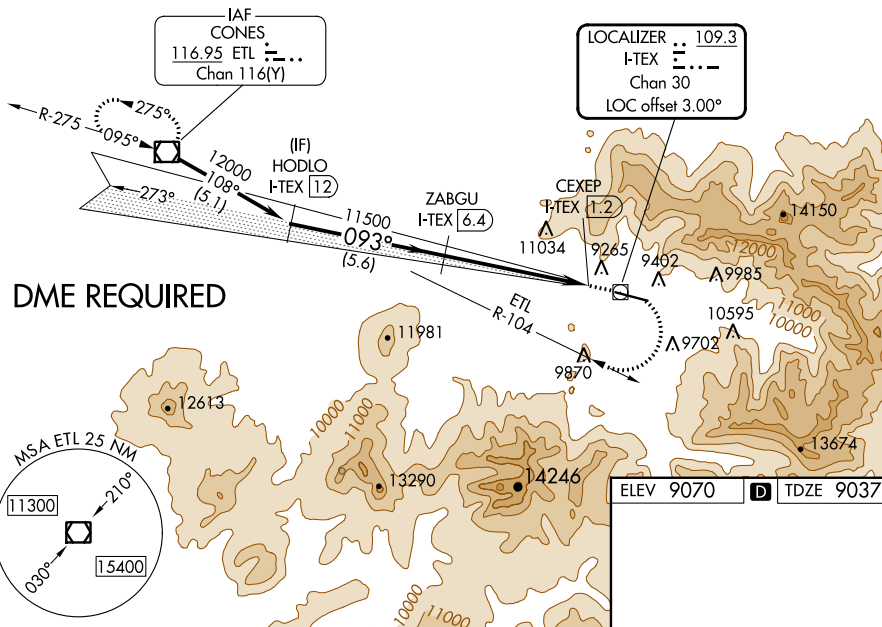 IAF
CONES
116.95 ETL
Chan 116(Y)
LOCALIZER 109.3
I-TEX
Chan 30
LOC offset 3.00°
R-275
095°
275°
12000
108°
(5.1)
(IF)
HODLO
I-TEX 12
273°
11500
093°
(5.6)
ZABGU
I-TEX 6.4
CEXEP
I-TEX 1.2
11034
9265
9402
9985
14150
12000
11000
10000
10595
9702
9870
ETL
R-104
DME REQUIRED
11981
12613
10000
11000
13290
14246
13674
MSA ETL 25 NM
11300
210°
030°
15400
10000
11000
ELEV 9070 D TDZE 9037